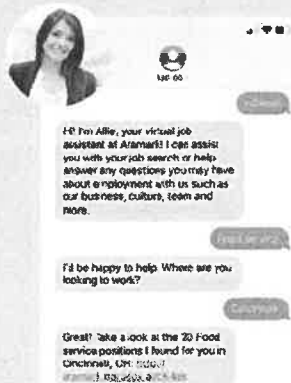 Hi! I'm Allie, your virtual job
assistant at Aramark! I can assist
you with your job search or help
answer any questions you may have
about employment with us such as
our business, culture, team and
more.
Food service
I'd be happy to help. Where are you
looking to work?
Cincinnati
Great! Take a look at the 20 Food
service positions I found for you in
Cincinnati, OH: